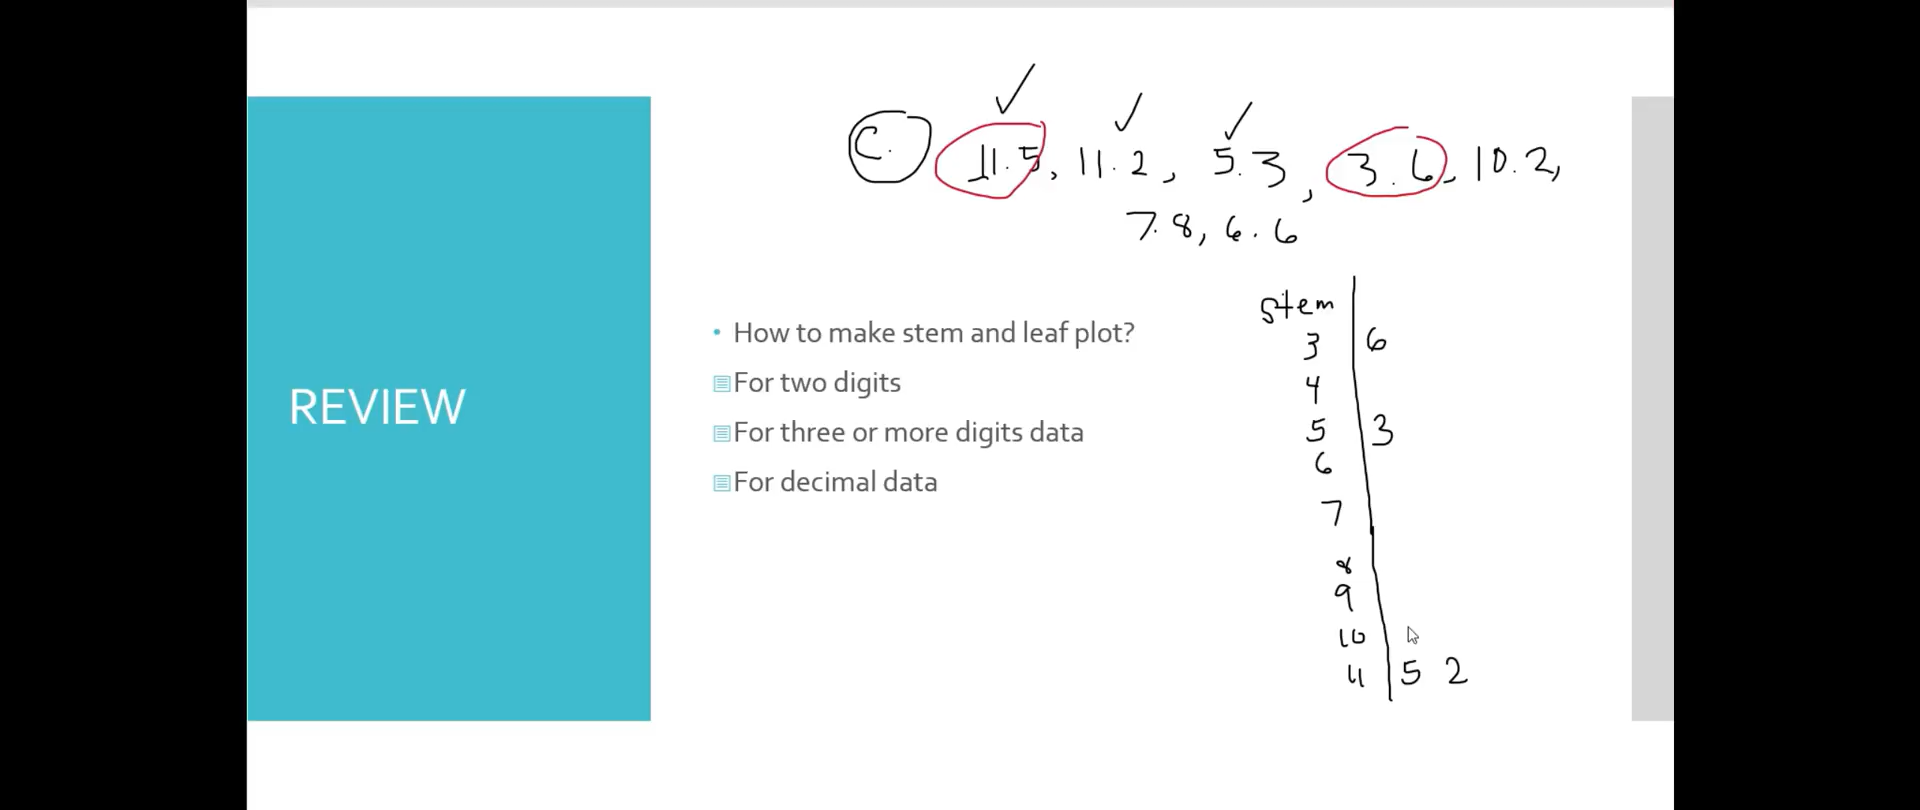 C. 11.5, 11.2, 5.3, 3.6, 10.2,
7.8, 6.6
REVIEW
How to make stem and leaf plot?
For two digits
For three or more digits data
For decimal data
stem
3 6
4
5 3
6
7
8
9
10
11 5 2